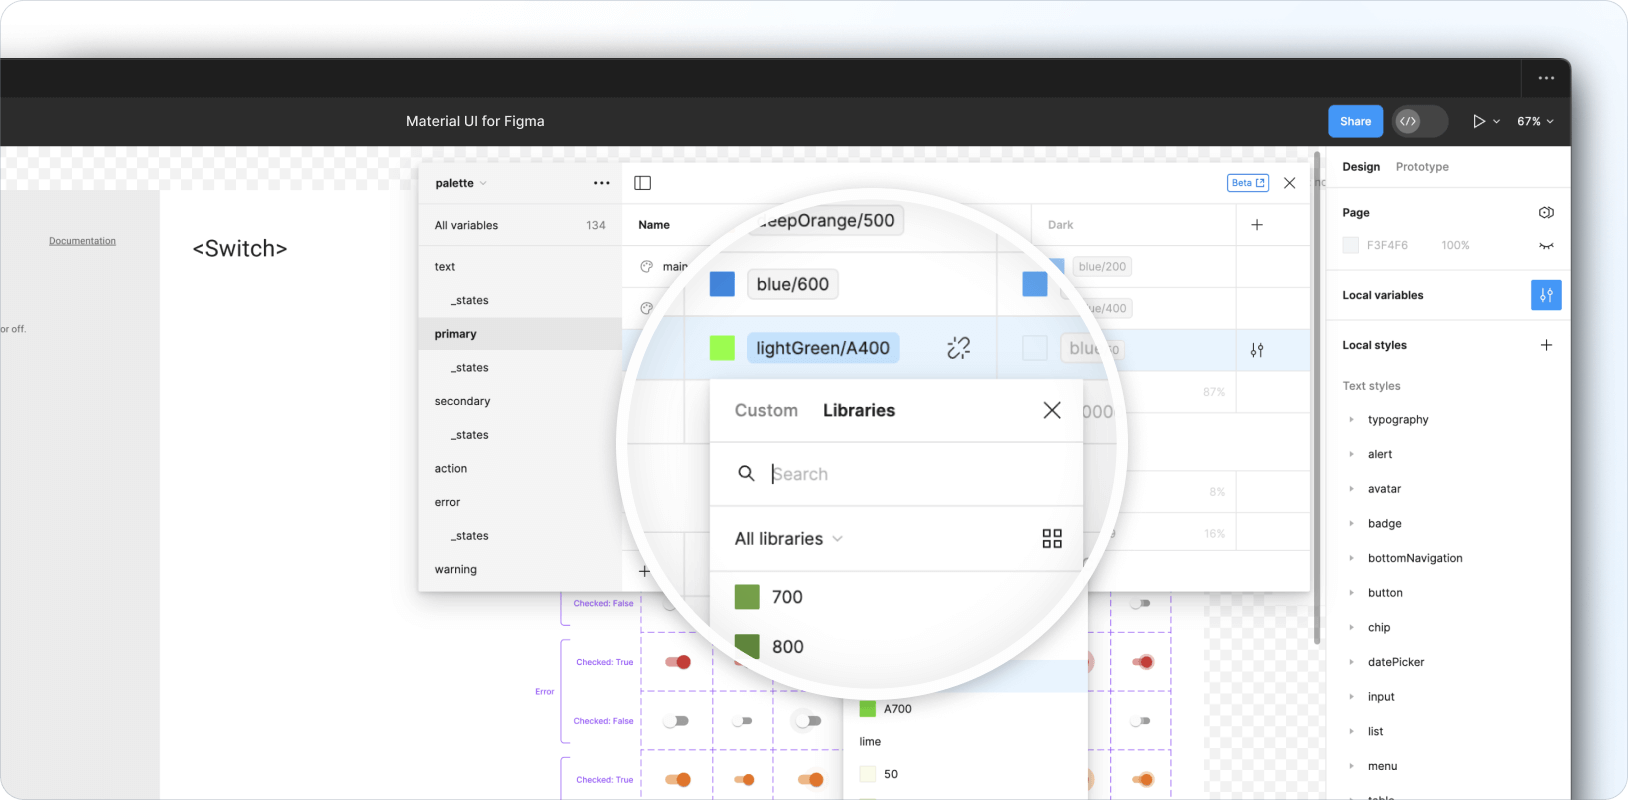 Material UI for Figma
Share
</>
67%
Documentation
<Switch>
or off.
palette
All variables 134
text
_states
primary
_states
secondary
_states
action
error
_states
warning
Beta
Name
Dark
main
deepOrange/500
blue/600
lightGreen/A400
blue/200
blue/400
87%
8%
16%
Custom Libraries
Search
All libraries
700
800
A700
lime
50
Checked: False
Error
Checked: True
Checked: False
Checked: True
Design Prototype
Page
F3F4F6 100%
Local variables
Local styles
Text styles
typography
alert
avatar
badge
bottomNavigation
button
chip
datePicker
input
list
menu
table